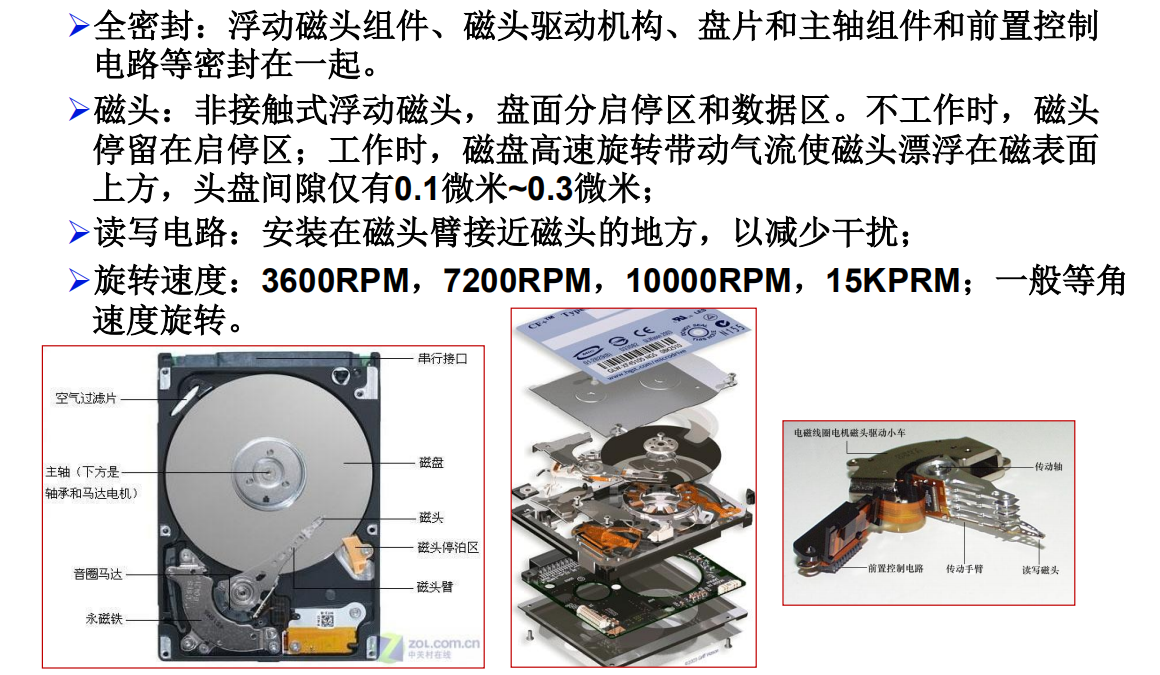 全密封：浮动磁头组件、磁头驱动机构、盘片和主轴组件和前置控制
电路等密封在一起。
磁头：非接触式浮动磁头，盘面分启停区和数据区。不工作时，磁头
停留在启停区；工作时，磁盘高速旋转带动气流使磁头漂浮在磁表面
上方，头盘间隙仅有0.1微米~0.3微米；
读写电路：安装在磁头臂接近磁头的地方，以减少干扰；
旋转速度：3600RPM，7200RPM，10000RPM，15KPRM；一般等角
速度旋转。
串行接口
空气过滤片
主轴（下方是
轴承和马达电机）
磁盘
磁头
磁头停泊区
音圈马达
磁头臂
永磁铁
ZOL.COM.CN
中关村在线
CF+™ Type
CE
电磁线圈电机磁头驱动小车
传动轴
前置控制电路
传动手臂
读写磁头